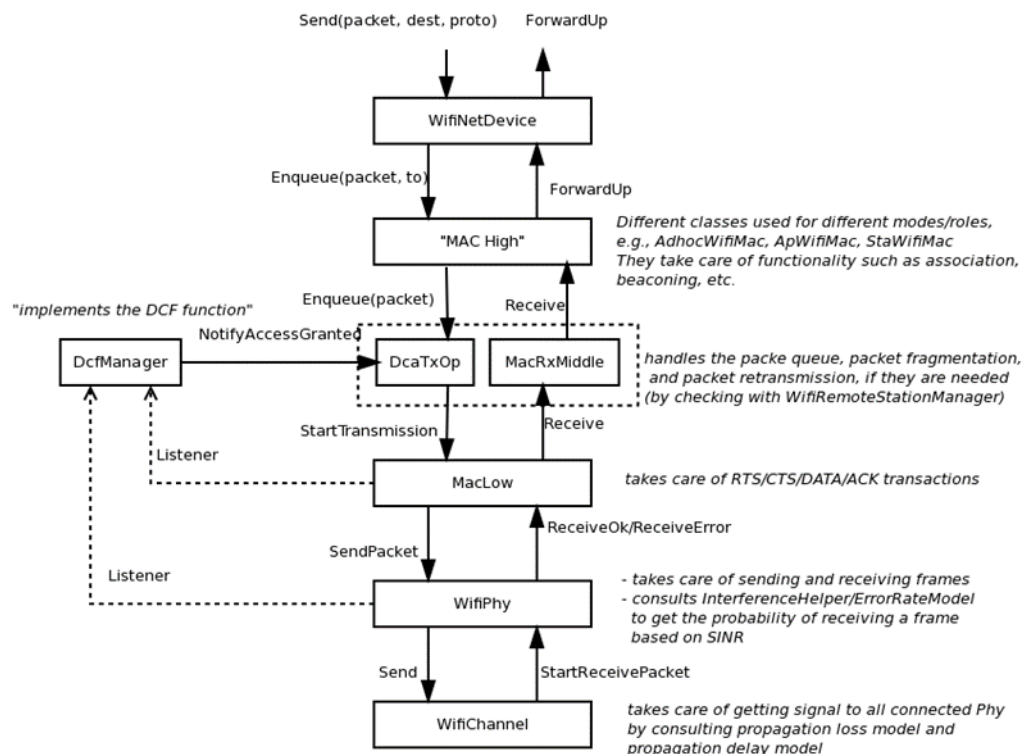 Send(packet, dest, proto)
ForwardUp
WifiNetDevice
Enqueue(packet, to)
ForwardUp
"MAC High"
Different classes used for different modes/roles,
e.g., AdhocWifiMac, ApWifiMac, StaWifiMac
They take care of functionality such as association,
beaconing, etc.
Enqueue(packet)
Receive
"implements the DCF function"
NotifyAccessGranted
DcfManager
DcaTxOp
MacRxMiddle
handles the packe queue, packet fragmentation,
and packet retransmission, if they are needed
(by checking with WifiRemoteStationManager)
StartTransmission
Receive
Listener
MacLow
takes care of RTS/CTS/DATA/ACK transactions
SendPacket
ReceiveOk/ReceiveError
Listener
WifiPhy
- takes care of sending and receiving frames
- consults InterferenceHelper/ErrorRateModel
to get the probability of receiving a frame
based on SINR
Send
StartReceivePacket
WifiChannel
takes care of getting signal to all connected Phy
by consulting propagation loss model and
propagation delay model